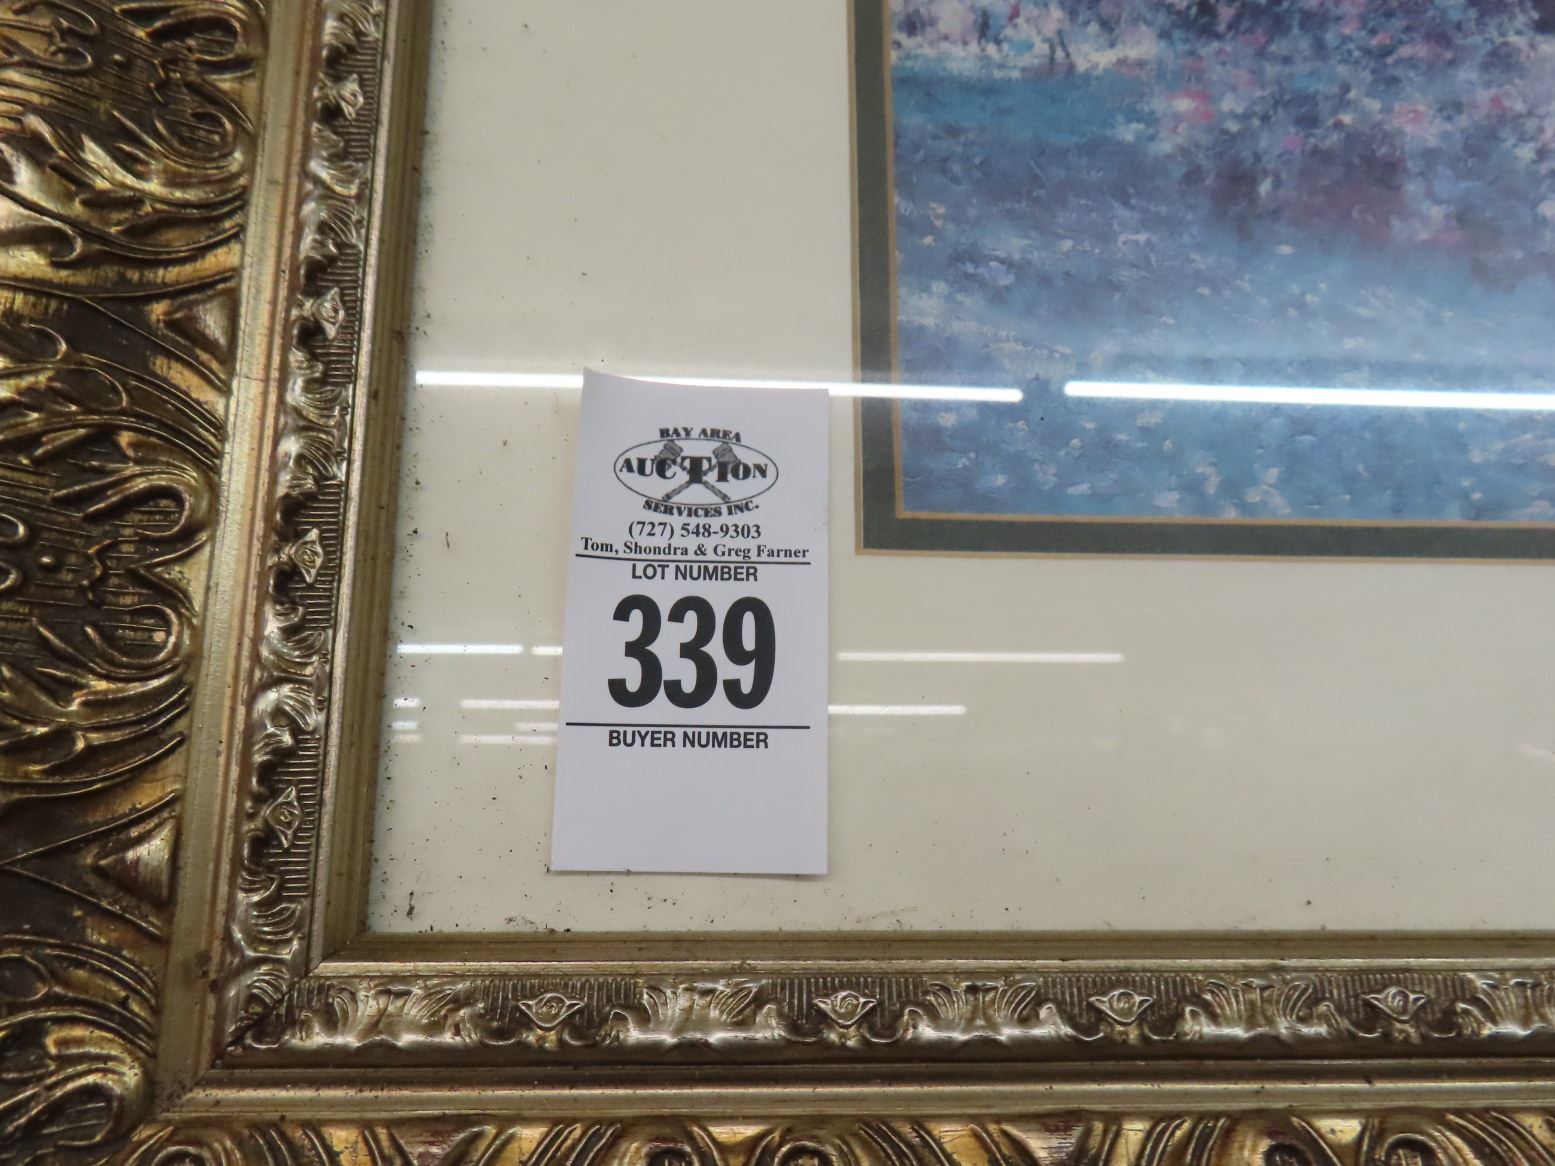 BAY AREA
AUCTION
SERVICES INC.
(727) 548-9303
Tom, Shondra & Greg Farner
LOT NUMBER
339
BUYER NUMBER